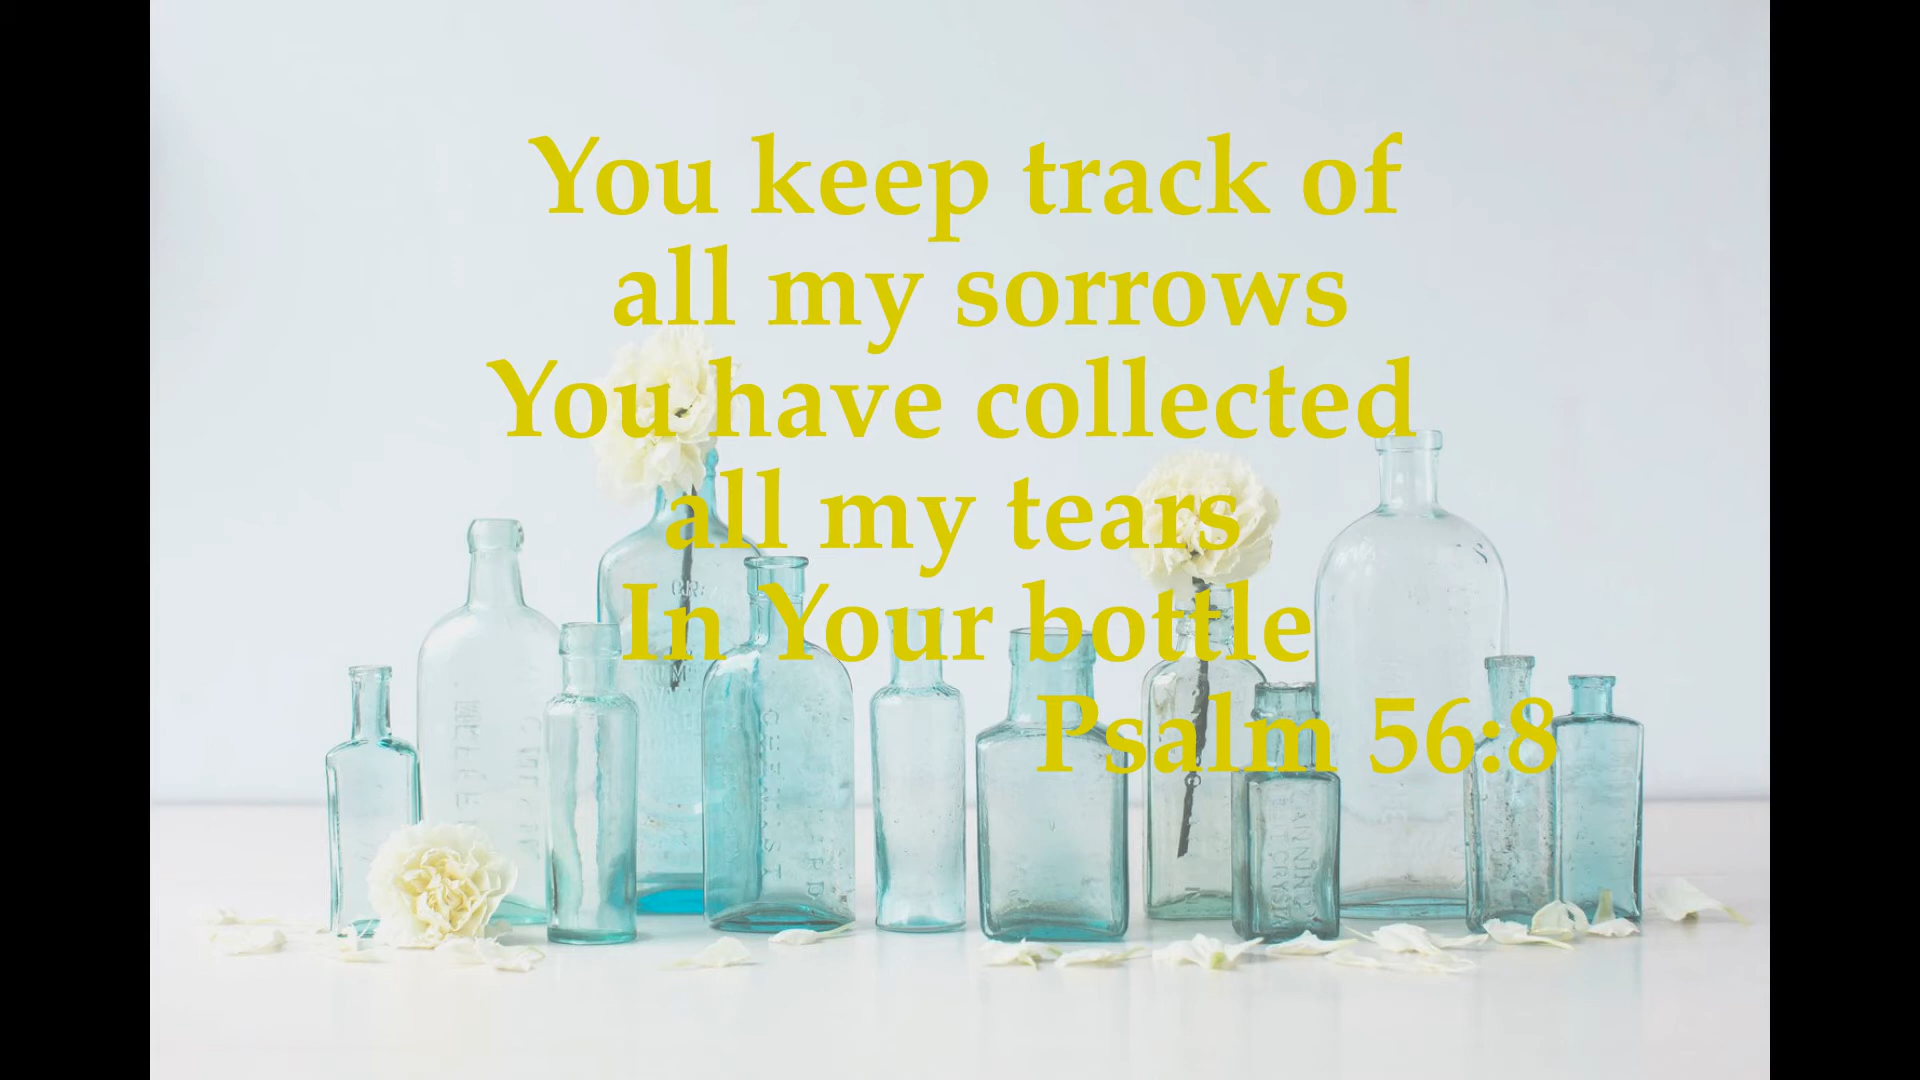 You keep track of
all my sorrows
You have collected
all my tears
In Your bottle
Psalm 56:8